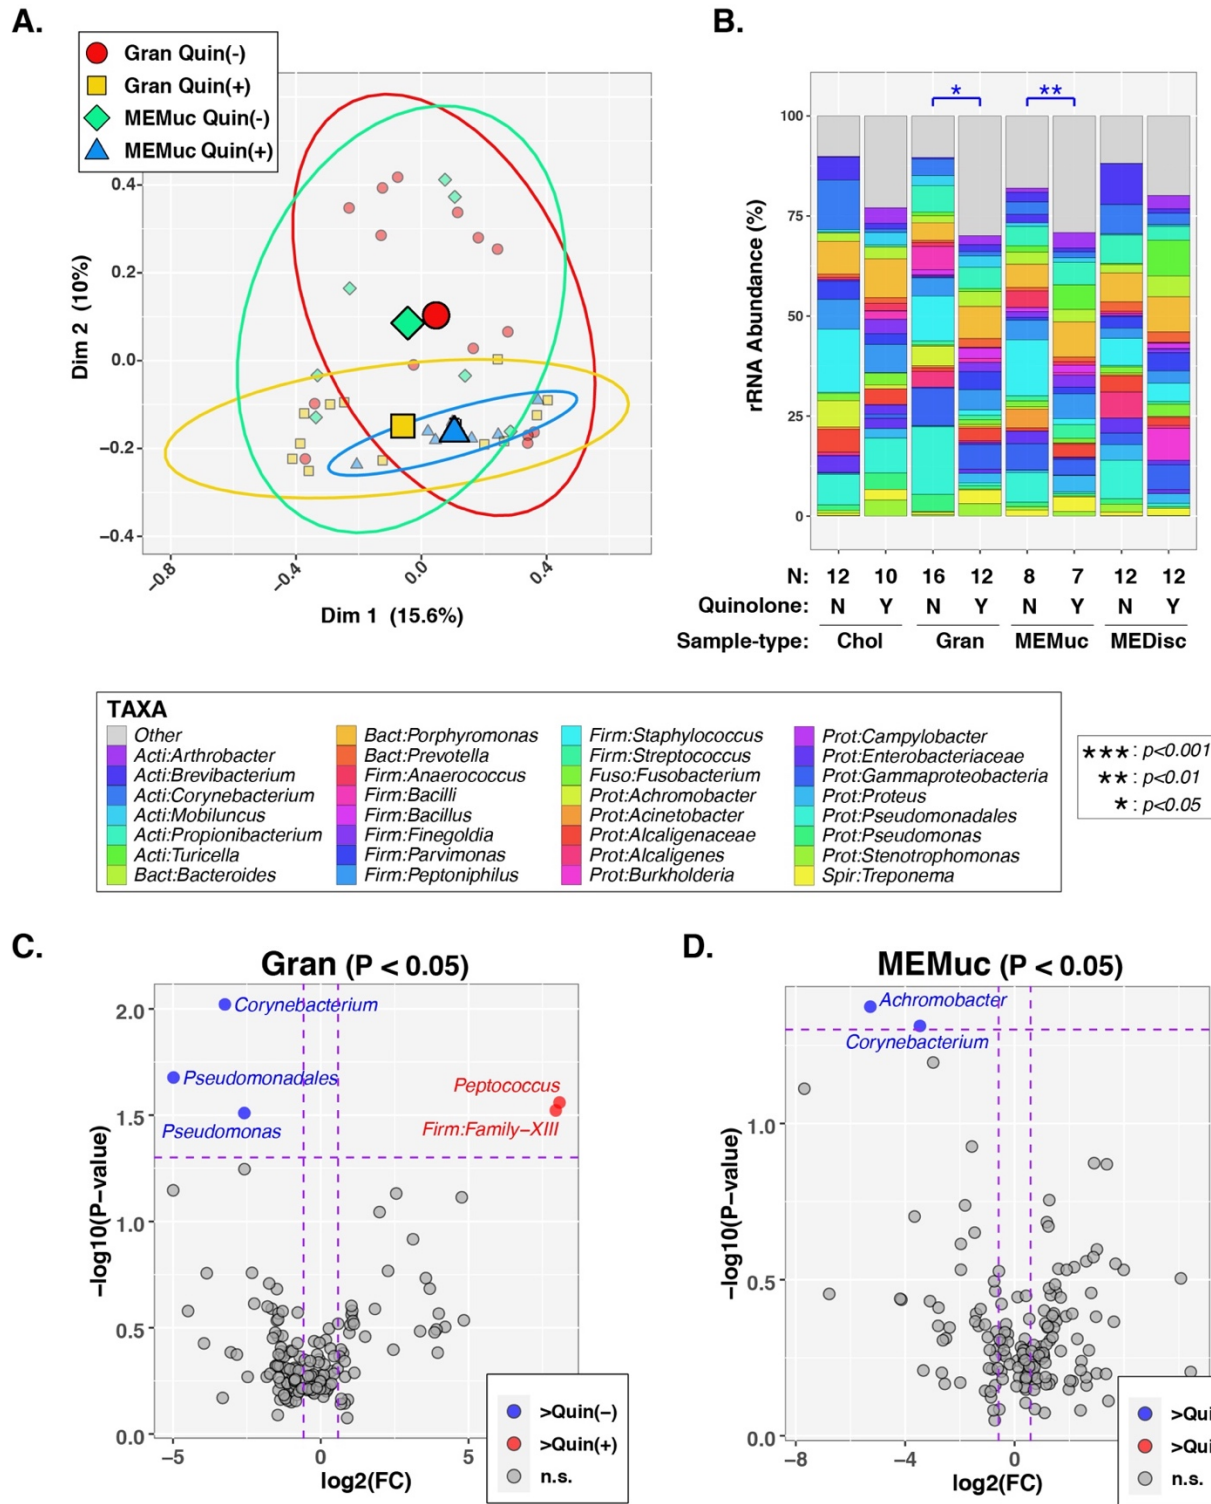 A.
Gran Quin(-)
Gran Quin(+)
MEMuc Quin(-)
MEMuc Quin(+)
0.4
0.2
0.0
−0.2
−0.4
Dim 2 (10%)
−0.8
−0.4
0.0
0.4
Dim 1 (15.6%)
B.
*
**
100
75
50
25
0
rRNA Abundance (%)
N: 12 10 16 12 8 7 12 12
Quinolone: N Y N Y N Y N Y
Sample-type: Chol Gran MEMuc MEDisc
TAXA
Other
Acti:Arthrobacter
Acti:Brevibacterium
Acti:Corynebacterium
Acti:Mobiluncus
Acti:Propionibacterium
Acti:Turicella
Bact:Bacteroides
Bact:Porphyromonas
Bact:Prevotella
Firm:Anaerococcus
Firm:Bacilli
Firm:Bacillus
Firm:Finegoldia
Firm:Parvimonas
Firm:Peptoniphilus
Firm:Staphylococcus
Firm:Streptococcus
Fuso:Fusobacterium
Prot:Achromobacter
Prot:Acinetobacter
Prot:Alcaligenaceae
Prot:Alcaligenes
Prot:Burkholderia
Prot:Campylobacter
Prot:Enterobacteriaceae
Prot:Gammaproteobacteria
Prot:Proteus
Prot:Pseudomonadales
Prot:Pseudomonas
Prot:Stenotrophomonas
Spir:Treponema
***: p<0.001
**: p<0.01
*: p<0.05
C.
Gran (P < 0.05)
2.0
1.5
1.0
0.5
0.0
−log10(P−value)
Corynebacterium
Pseudomonadales
Pseudomonas
Peptococcus
Firm:Family−XIII
−5
0
5
log2(FC)
>Quin(−)
>Quin(+)
n.s.
D.
MEMuc (P < 0.05)
1.0
0.5
0.0
−log10(P−value)
Achromobacter
Corynebacterium
−8
−4
0
log2(FC)
>Qui
>Qui
n.s.